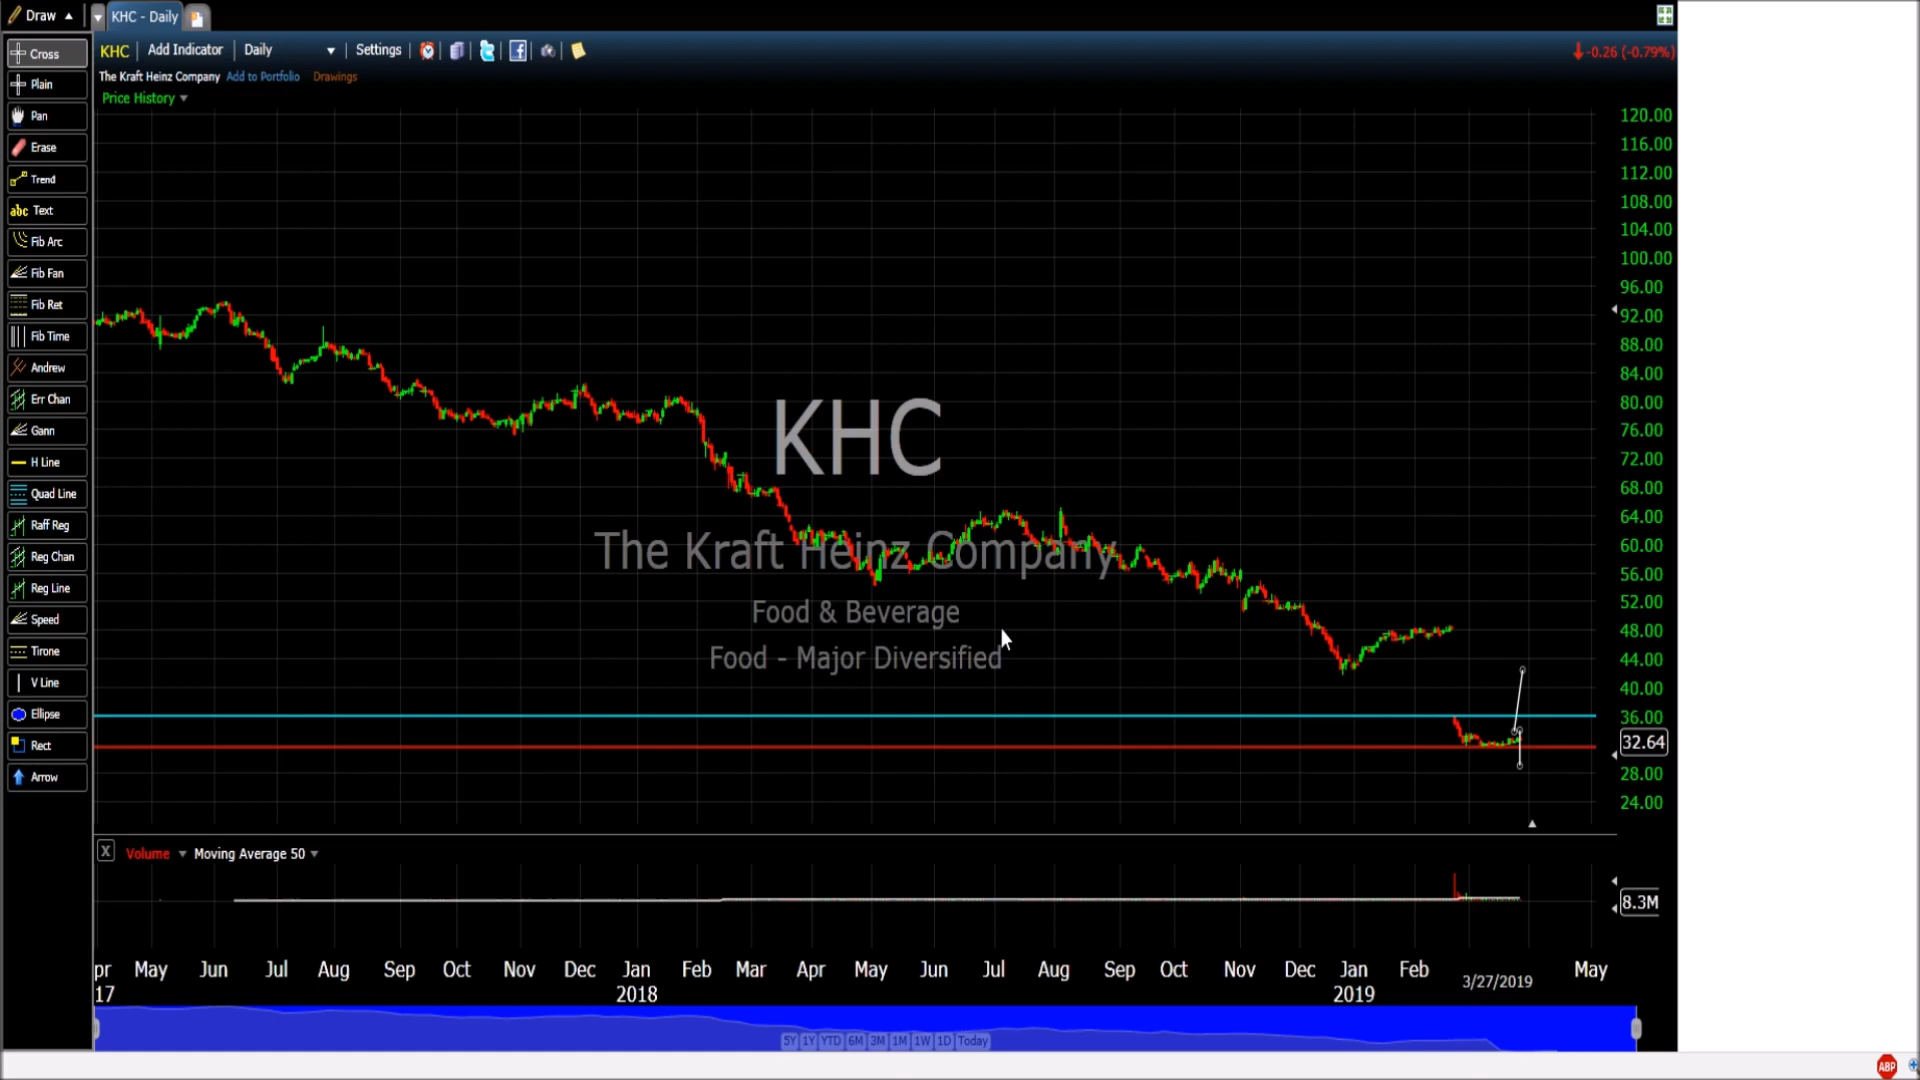 Draw
KHC - Daily
Cross
Plain
Pan
Erase
Trend
abc Text
Fib Arc
Fib Fan
Fib Ret
Fib Time
Andrew
Err Chan
Gann
H Line
Quad Line
Raff Reg
Reg Chan
Reg Line
Speed
Tirone
V Line
Ellipse
Rect
Arrow
KHC Add Indicator Daily Settings
-0.26 (-0.79%)
The Kraft Heinz Company Add to Portfolio Drawings
Price History
120.00
116.00
112.00
108.00
104.00
100.00
96.00
92.00
88.00
84.00
80.00
76.00
72.00
68.00
64.00
60.00
56.00
52.00
48.00
44.00
40.00
36.00
32.64
28.00
24.00
KHC
The Kraft Heinz Company
Food & Beverage
Food - Major Diversified
X Volume Moving Average 50
8.3M
pr May Jun Jul Aug Sep Oct Nov Dec Jan Feb Mar Apr May Jun Jul Aug Sep Oct Nov Dec Jan Feb 3/27/2019 May
17 2018 2019
5Y 1Y YTD 6M 3M 1M 1W 1D Today
ABP